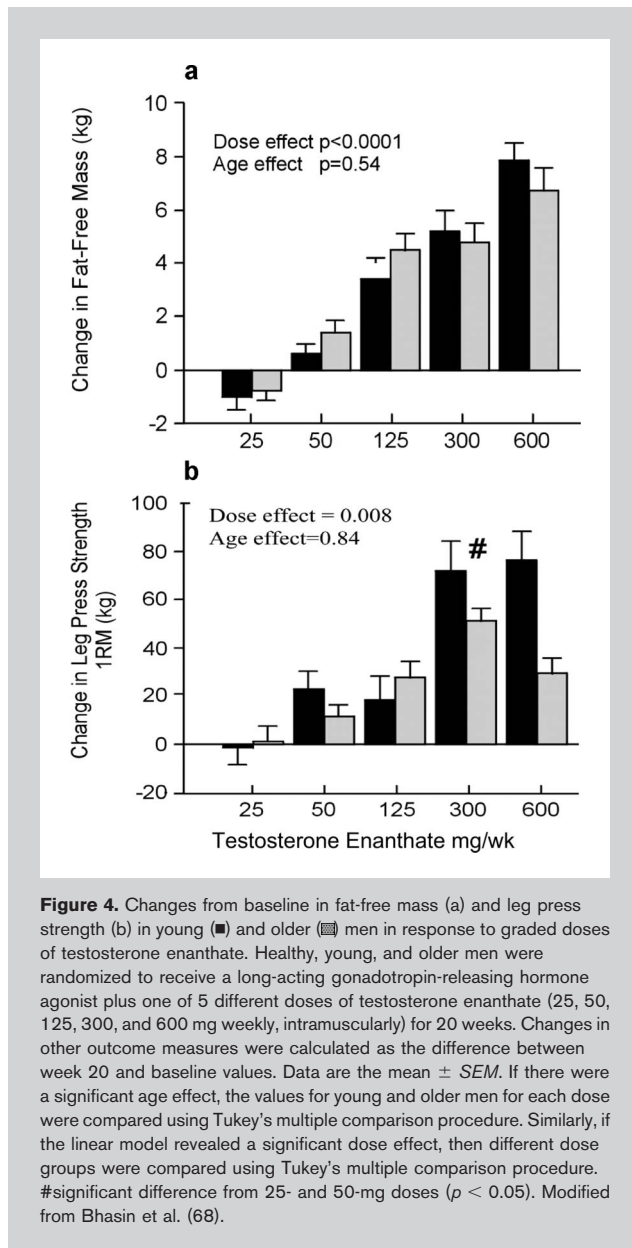 a
10
8
6
4
2
0
-2
Change in Fat-Free Mass (kg)
Dose effect p<0.0001
Age effect p=0.54
25 50 125 300 600
b
100
80
60
40
20
0
-20
Change in Leg Press Strength
1RM (kg)
Dose effect = 0.008
Age effect=0.84
#
25 50 125 300 600
Testosterone Enanthate mg/wk
Figure 4. Changes from baseline in fat-free mass (a) and leg press
strength (b) in young (■) and older (▩) men in response to graded doses
of testosterone enanthate. Healthy, young, and older men were
randomized to receive a long-acting gonadotropin-releasing hormone
agonist plus one of 5 different doses of testosterone enanthate (25, 50,
125, 300, and 600 mg weekly, intramuscularly) for 20 weeks. Changes in
other outcome measures were calculated as the difference between
week 20 and baseline values. Data are the mean ± SEM. If there were
a significant age effect, the values for young and older men for each dose
were compared using Tukey's multiple comparison procedure. Similarly, if
the linear model revealed a significant dose effect, then different dose
groups were compared using Tukey's multiple comparison procedure.
#significant difference from 25- and 50-mg doses (p < 0.05). Modified
from Bhasin et al. (68).